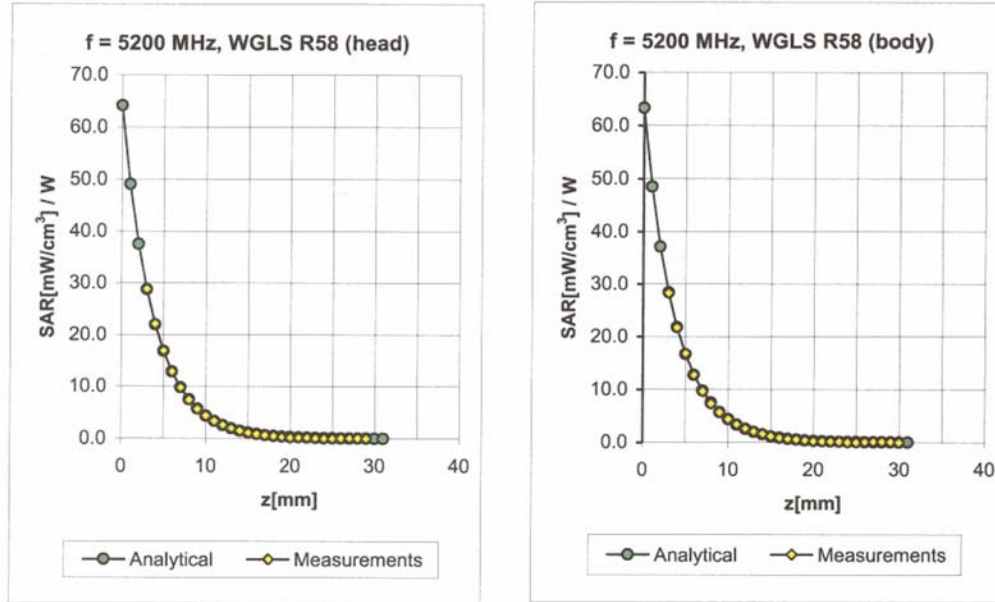 f = 5200 MHz, WGLS R58 (head)
70.0
60.0
50.0
40.0
30.0
20.0
10.0
0.0
SAR[mW/cm³] / W
0 10 20 30 40
z[mm]
Analytical Measurements
f = 5200 MHz, WGLS R58 (body)
70.0
60.0
50.0
40.0
30.0
20.0
10.0
0.0
SAR[mW/cm³] / W
0 10 20 30 40
z[mm]
Analytical Measurements